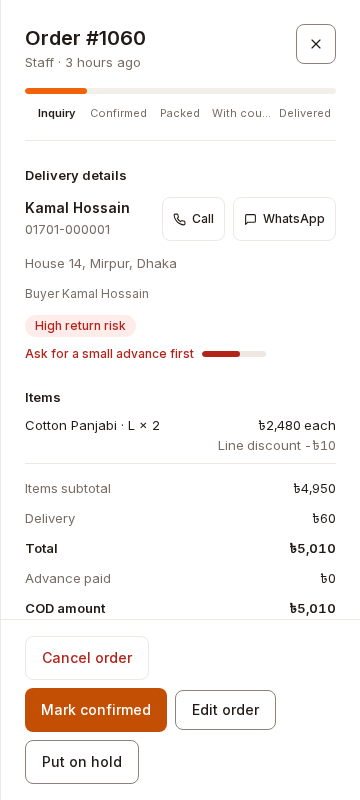 Order #1060
Staff · 3 hours ago
Inquiry Confirmed Packed With cou... Delivered
Delivery details
Kamal Hossain
01701-000001
Call
WhatsApp
House 14, Mirpur, Dhaka
Buyer Kamal Hossain
High return risk
Ask for a small advance first
Items
Cotton Panjabi · L × 2 ৳2,480 each
Line discount -৳10
Items subtotal ৳4,950
Delivery ৳60
Total ৳5,010
Advance paid ৳0
COD amount ৳5,010
Cancel order
Mark confirmed Edit order
Put on hold